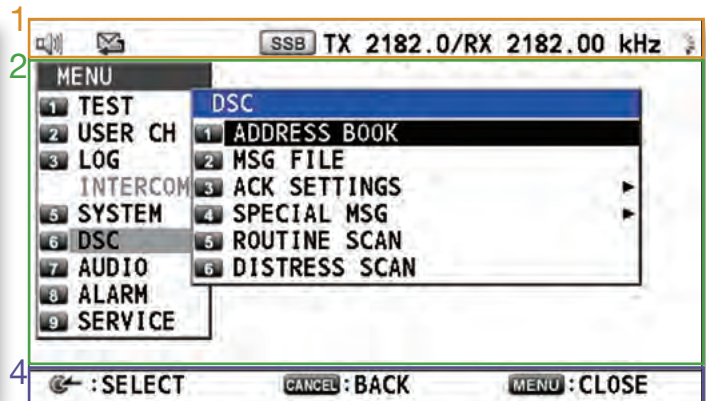 1
SSB TX 2182.0/RX 2182.00 kHz
2
MENU
1 TEST
2 USER CH
3 LOG
INTERCOM
5 SYSTEM
6 DSC
7 AUDIO
8 ALARM
9 SERVICE
DSC
1 ADDRESS BOOK
2 MSG FILE
3 ACK SETTINGS
4 SPECIAL MSG
5 ROUTINE SCAN
6 DISTRESS SCAN
4
:SELECT CANCEL :BACK MENU :CLOSE